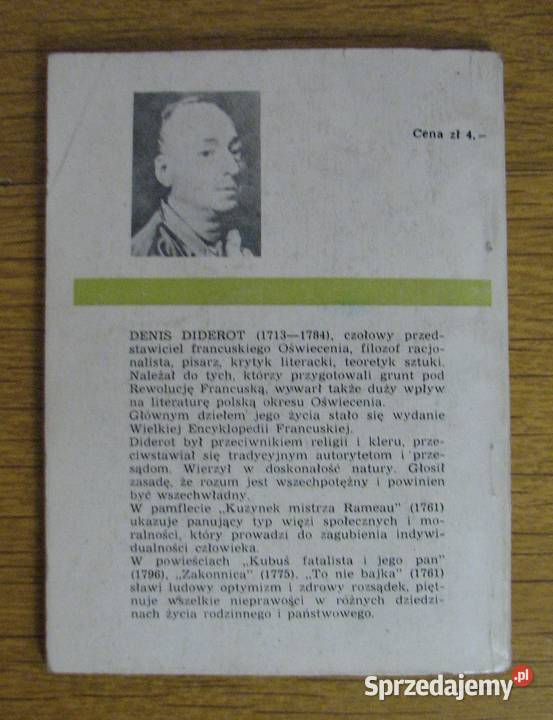 Cena zł 4,—
DENIS DIDEROT (1713—1784), czołowy przed-
stawiciel francuskiego Oświecenia, filozof racjo-
nalista, pisarz, krytyk literacki, teoretyk sztuki.
Należał do tych, którzy przygotowali grunt pod
Rewolucję Francuską, wywarł także duży wpływ
na literaturę polską okresu Oświecenia.
Głównym dziełem jego życia stało się wydanie
Wielkiej Encyklopedii Francuskiej.
Diderot był przeciwnikiem religii i kleru, prze-
ciwstawiał się tradycyjnym autorytetom i prze-
sądom. Wierzył w doskonałość natury. Głosił
zasadę, że rozum jest wszechpotężny i powinien
być wszechwładny.
W pamflecie „Kuzynek mistrza Rameau" (1761)
ukazuje panujący typ więzi społecznych i mo-
ralności, który prowadzi do zagubienia indywi-
dualności człowieka.
W powieściach „Kubuś fatalista i jego pan"
(1796), „Zakonnica" (1775), „To nie bajka" (1761)
sławi ludowy optymizm i zdrowy rozsądek, pięt-
nuje wszelkie nieprawości w różnych dziedzi-
nach życia rodzinnego i państwowego.
Sprzedajemy.pl